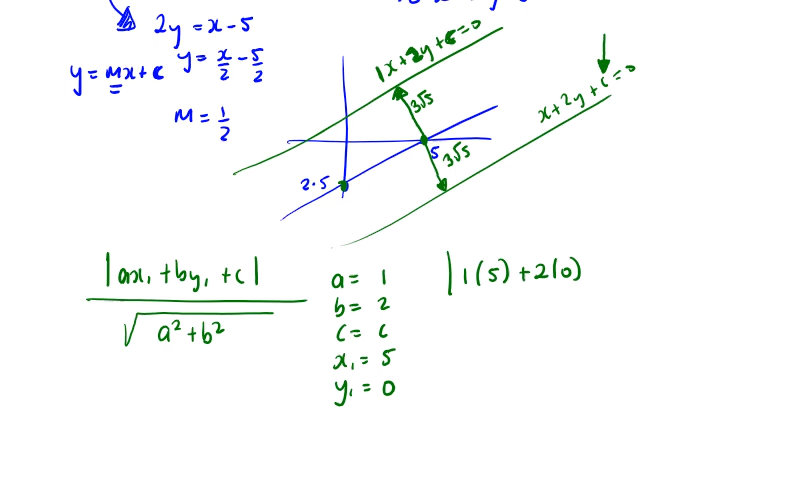 2y = x - 5
y = mx + c
y = x/2 - 5/2
m = 1/2
1x + 2y + c = 0
3√5
x + 2y + c = 0
5
3√5
2.5
|ax₁ + by₁ + c|
√a² + b²
a = 1
b = 2
c = c
x₁ = 5
y₁ = 0
|1(5) + 2(0)